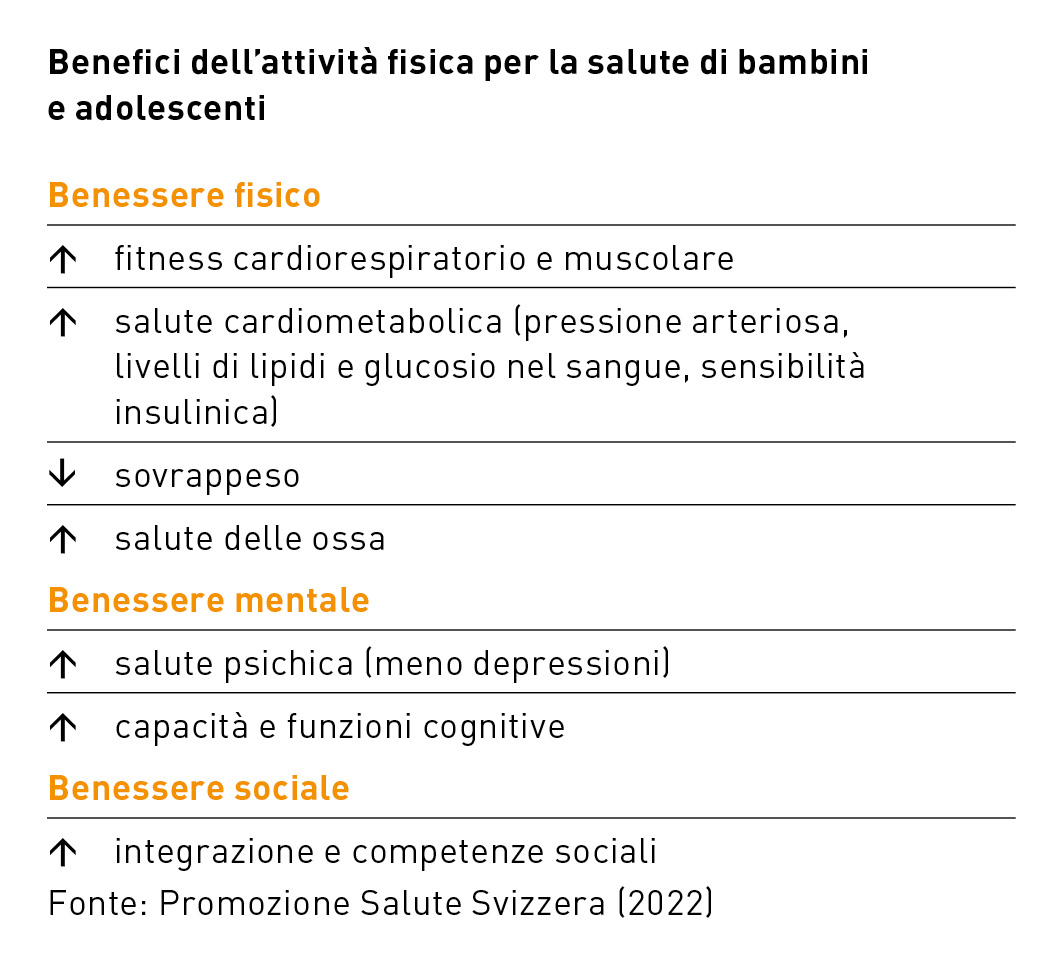 Benefici dell’attività fisica per la salute di bambini
e adolescenti
Benessere fisico
↑ fitness cardiorespiratorio e muscolare
↑ salute cardiometabolica (pressione arteriosa,
livelli di lipidi e glucosio nel sangue, sensibilità
insulinica)
↓ sovrappeso
↑ salute delle ossa
Benessere mentale
↑ salute psichica (meno depressioni)
↑ capacità e funzioni cognitive
Benessere sociale
↑ integrazione e competenze sociali
Fonte: Promozione Salute Svizzera (2022)